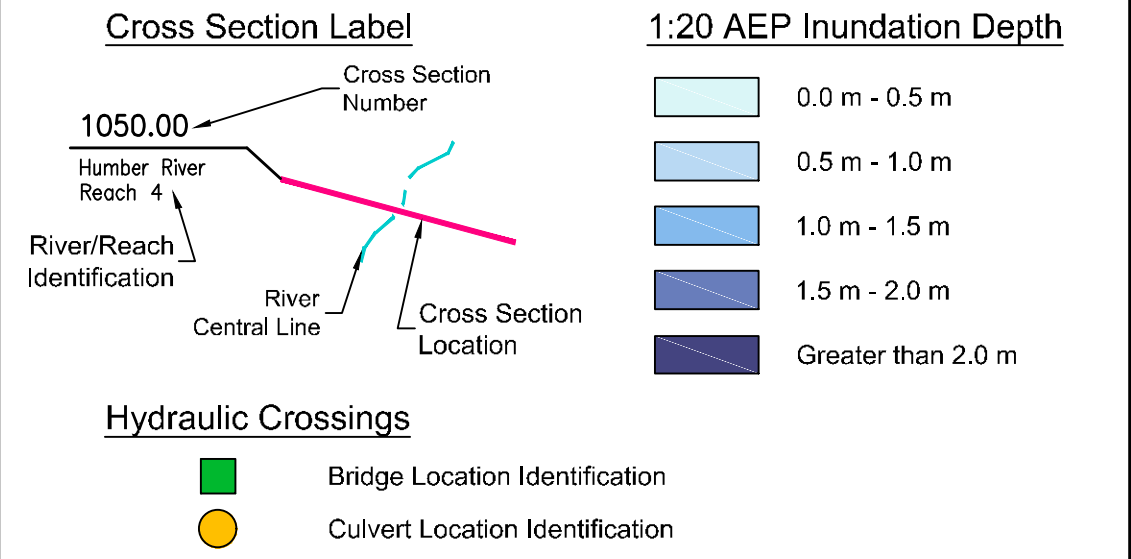 Cross Section Label
Cross Section
Number
1050.00
Humber River
Reach 4
River/Reach
Identification
River
Central Line
Cross Section
Location
1:20 AEP Inundation Depth
0.0 m - 0.5 m
0.5 m - 1.0 m
1.0 m - 1.5 m
1.5 m - 2.0 m
Greater than 2.0 m
Hydraulic Crossings
Bridge Location Identification
Culvert Location Identification